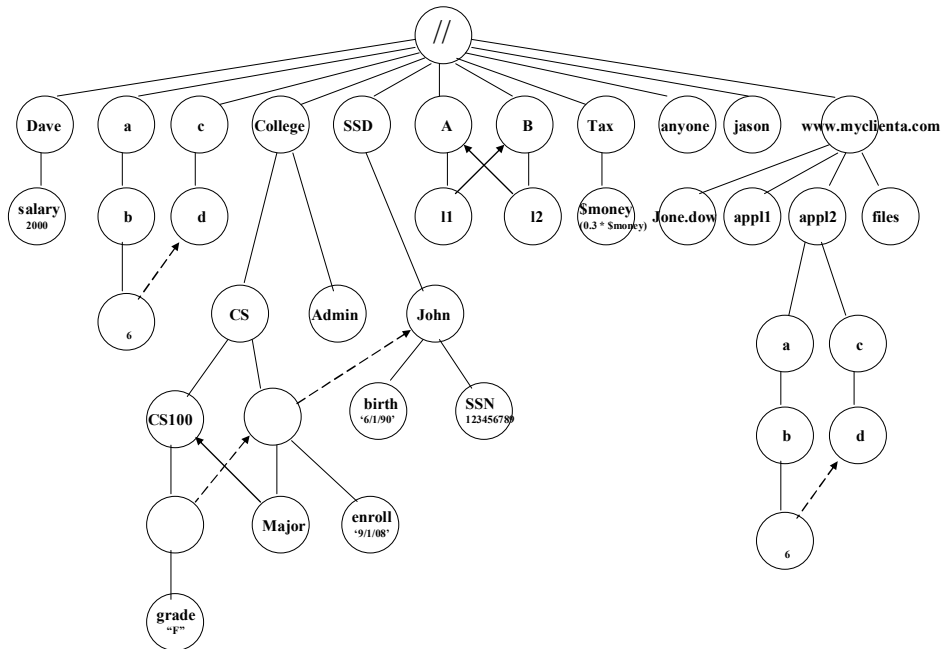 //
Dave
a
c
College
SSD
A
B
Tax
anyone
jason
www.myclienta.com
salary
2000
b
d
l1
l2
$money
(0.3 * $money)
Jone.dow
appl1
appl2
files
6
CS
Admin
John
a
c
CS100
birth
‘6/1/90’
SSN
123456789
b
d
Major
enroll
‘9/1/08’
6
grade
“F”